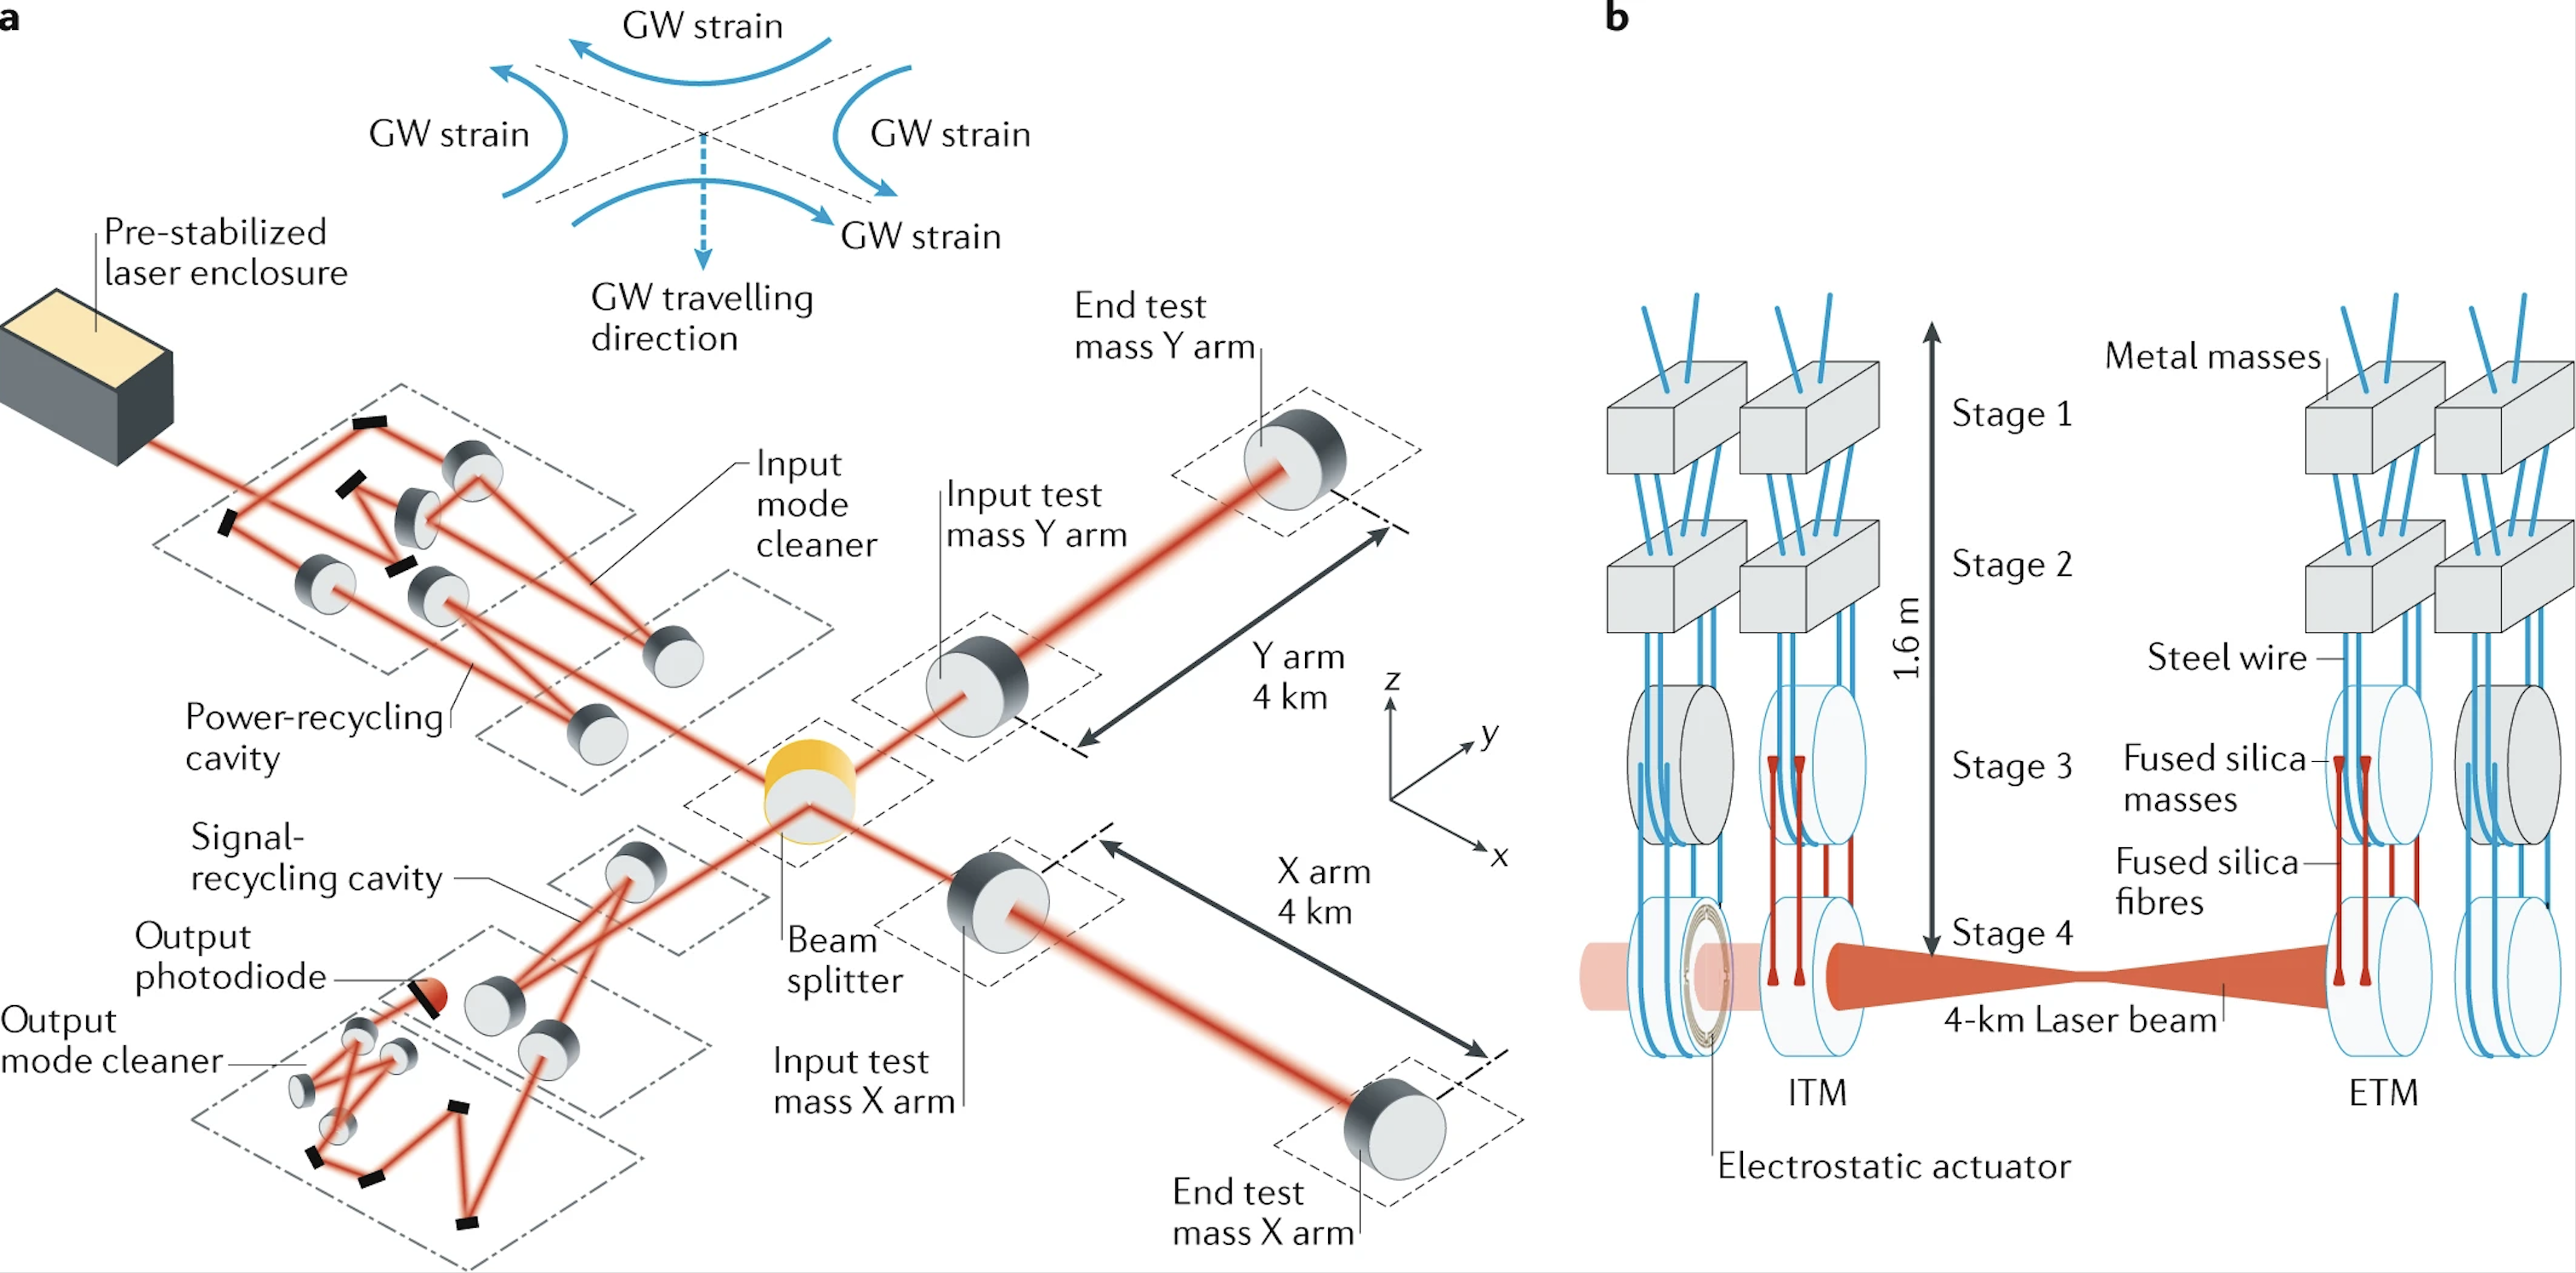 a
GW strain
GW strain
GW strain
GW strain
GW travelling
direction
Pre-stabilized
laser enclosure
End test
mass Y arm
Input
mode
cleaner
Input test
mass Y arm
Y arm
4 km
z
y
x
Power-recycling
cavity
Signal-
recycling cavity
X arm
4 km
Output
photodiode
Beam
splitter
Output
mode cleaner
Input test
mass X arm
End test
mass X arm
b
Metal masses
Stage 1
Stage 2
1.6 m
Steel wire
Stage 3
Fused silica
masses
Fused silica
fibres
Stage 4
4-km Laser beam
ITM
ETM
Electrostatic actuator